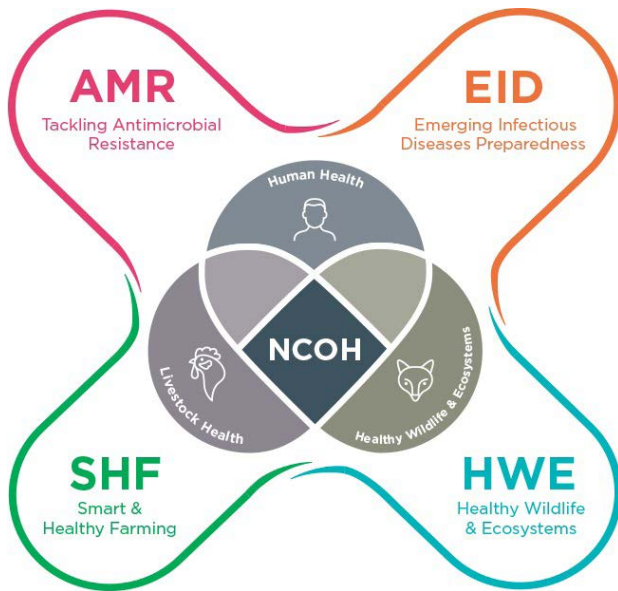 AMR
Tackling Antimicrobial
Resistance
EID
Emerging Infectious
Diseases Preparedness
Human Health
NCOH
Livestock Health
Healthy Wildlife & Ecosystems
SHF
Smart &
Healthy Farming
HWE
Healthy Wildlife
& Ecosystems